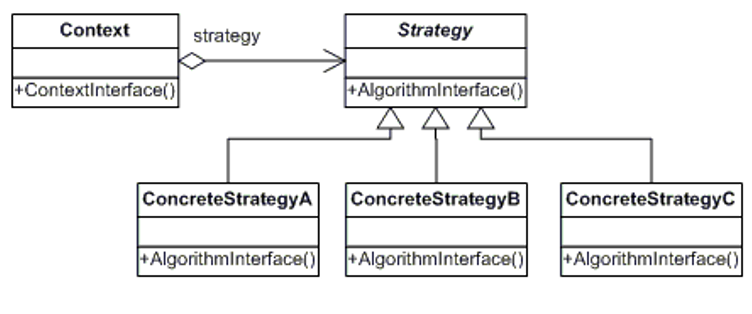 Context
strategy
Strategy
+ContextInterface()
+AlgorithmInterface()
ConcreteStrategyA
ConcreteStrategyB
ConcreteStrategyC
+AlgorithmInterface()
+AlgorithmInterface()
+AlgorithmInterface()